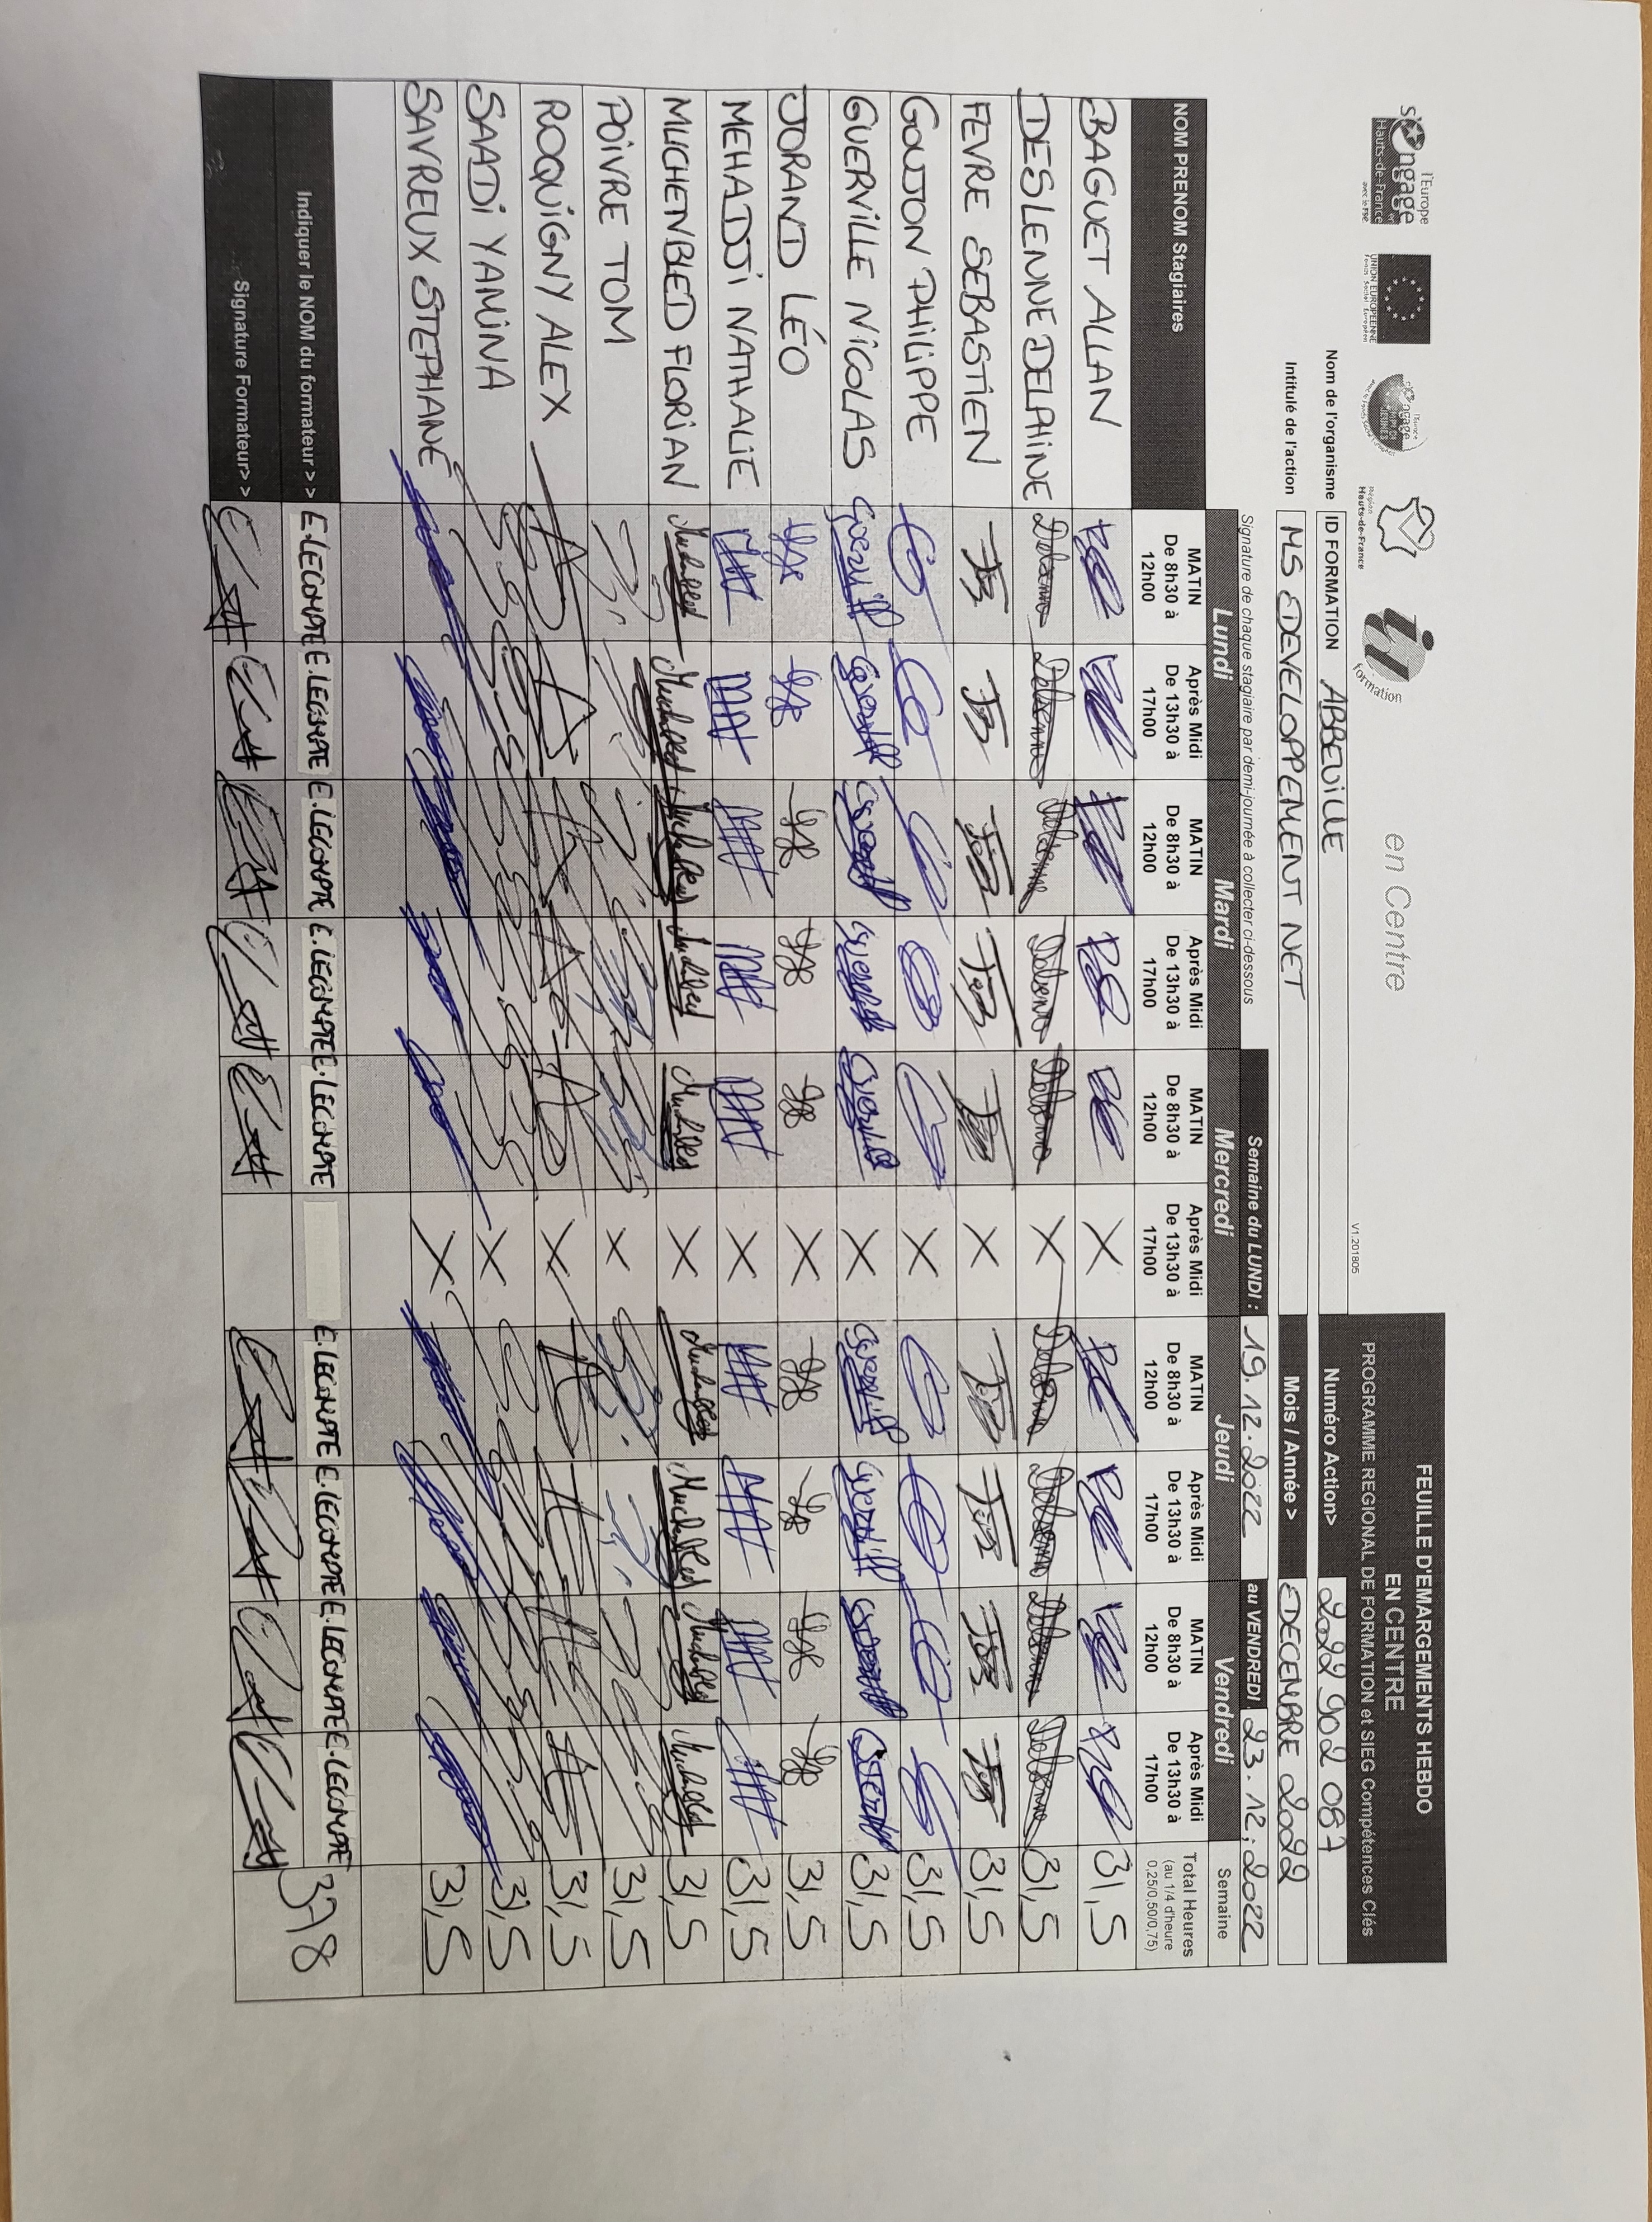 l'Europe
s'engage
en
Hauts-de-France
avec le FSE
UNION EUROPEENNE
Fonds Social Européen
l'Europe
s'engage
EMPLOI
JEUNES
Région
Hauts-de-France
id
formation
en Centre
V1.201805
FEUILLE D'EMARGEMENTS HEBDO
EN CENTRE
PROGRAMME REGIONAL DE FORMATION et SIEG Compétences Clés
Nom de l'organisme ID FORMATION ABBEVILLE Numéro Action> 2022 902 087
Intitulé de l'action MS DEVELOPPEMENT NET Mois / Année > DECEMBRE 2022
Signature de chaque stagiaire par demi-journée à collecter ci-dessous Semaine du LUNDI : 19.12.2022 au VENDREDI 23.12;2022
Lundi Mardi Mercredi Jeudi Vendredi Semaine
NOM PRENOM Stagiaires
MATIN Après Midi MATIN Après Midi MATIN Après Midi MATIN Après Midi MATIN Après Midi Total Heures
De 8h30 à De 13h30 à De 8h30 à De 13h30 à De 8h30 à De 13h30 à De 8h30 à De 13h30 à De 8h30 à De 13h30 à (au 1/4 d'heure
12h00 17h00 12h00 17h00 12h00 17h00 12h00 17h00 12h00 17h00 0,25/0,50/0,75)
BAGUET ALLAN X 31,5
DESLENNE DELPHINE X 31,5
FEVRE SEBASTIEN X 31,5
GOUJON PHILIPPE X 31,5
GUERVILLE NICOLAS X 31,5
JORAND LÉO X 31,5
MEHADJI NATHALIE X 31,5
MUCHENBLED FLORIAN Muchenbled Muchenbled Muchenbled Muchenbled Muchenbled X Muchenbled Muchenbled Muchenbled Muchenbled 31,5
POIVRE TOM X 31,5
ROQUIGNY ALEX X 31,5
SAADI YAMINA X 31,5
SAVREUX STEPHANE X 31,5
Indiquer le NOM du formateur > > E.LECOMPTE E.LECOMPTE E.LECOMPTE E.LECOMPTE E.LECOMPTE E.LECOMPTE E.LECOMPTE E.LECOMPTE E.LECOMPTE 378
Signature Formateur> >